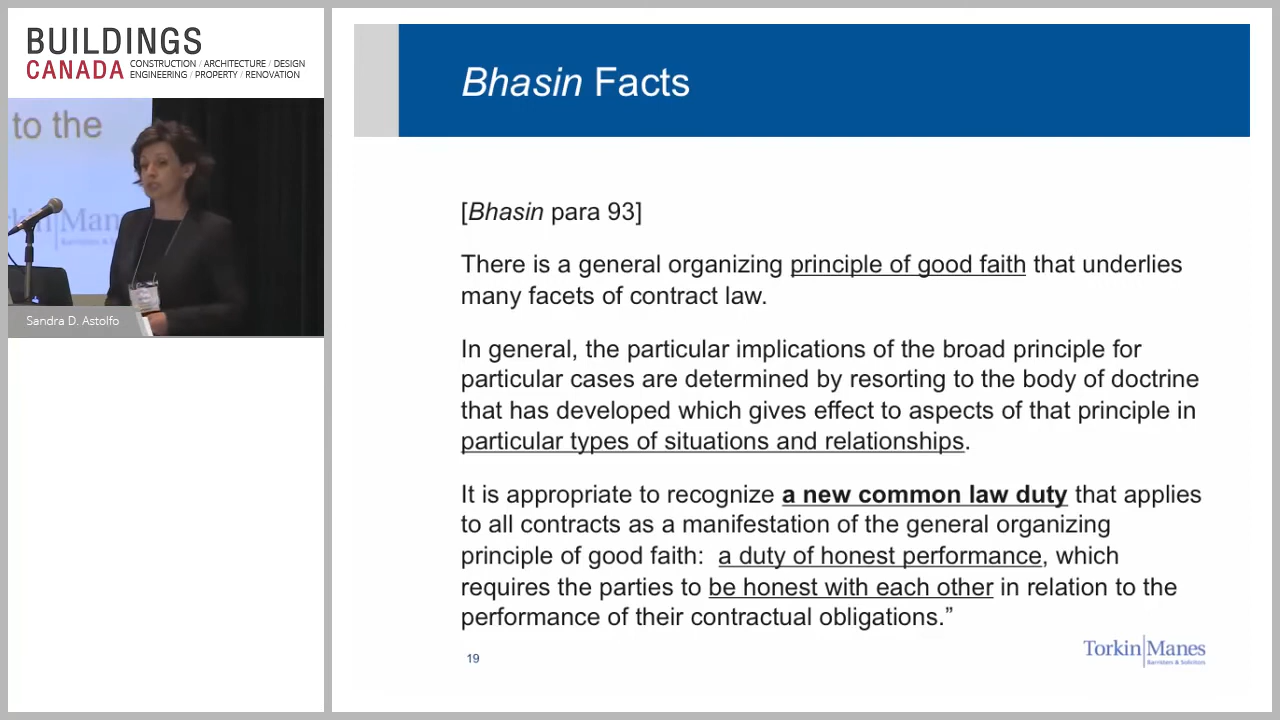 BUILDINGS
CANADA CONSTRUCTION / ARCHITECTURE / DESIGN
ENGINEERING / PROPERTY / RENOVATION
to the
Sandra D. Astolfo
Bhasin Facts
[Bhasin para 93]
There is a general organizing principle of good faith that underlies
many facets of contract law.
In general, the particular implications of the broad principle for
particular cases are determined by resorting to the body of doctrine
that has developed which gives effect to aspects of that principle in
particular types of situations and relationships.
It is appropriate to recognize a new common law duty that applies
to all contracts as a manifestation of the general organizing
principle of good faith:  a duty of honest performance, which
requires the parties to be honest with each other in relation to the
performance of their contractual obligations.”
19
Torkin|Manes
Barristers & Solicitors